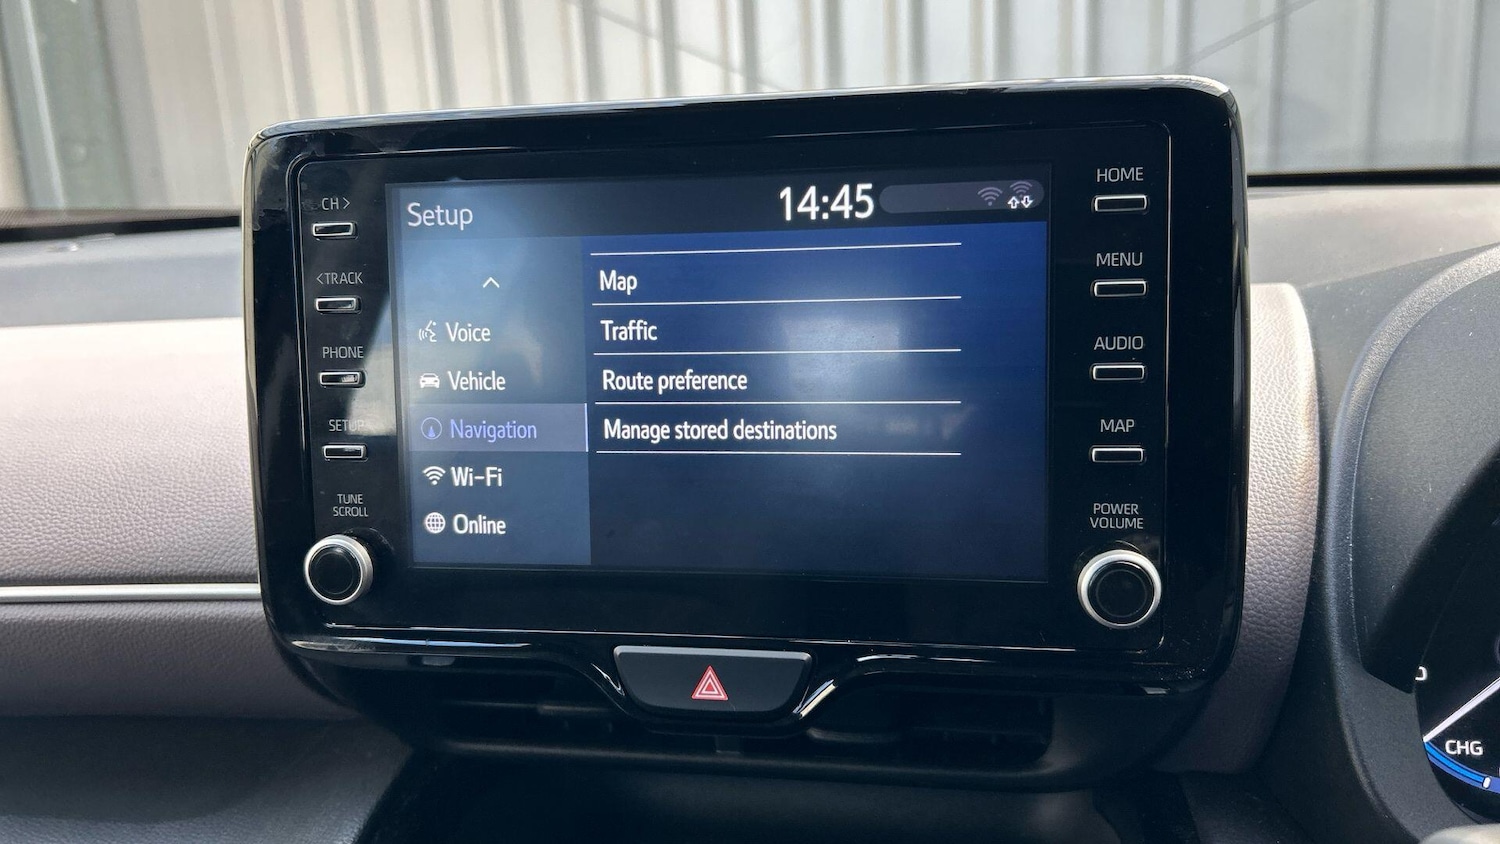 CH >
<TRACK
PHONE
SETUP
TUNE
SCROLL
Setup
14:45
Voice
Vehicle
Navigation
Wi-Fi
Online
Map
Traffic
Route preference
Manage stored destinations
HOME
MENU
AUDIO
MAP
POWER
VOLUME
CHG